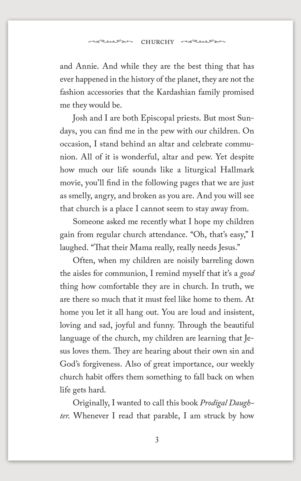 CHURCHY
and Annie. And while they are the best thing that has
ever happened in the history of the planet, they are not the
fashion accessories that the Kardashian family promised
me they would be.
Josh and I are both Episcopal priests. But most Sun-
days, you can find me in the pew with our children. On
occasion, I stand behind an altar and celebrate commu-
nion. All of it is wonderful, altar and pew. Yet despite
how much our life sounds like a liturgical Hallmark
movie, you'll find in the following pages that we are just
as smelly, angry, and broken as you are. And you will see
that church is a place I cannot seem to stay away from.
Someone asked me recently what I hope my children
gain from regular church attendance. "Oh, that's easy," I
laughed. "That their Mama really, really needs Jesus."
Often, when my children are noisily barreling down
the aisles for communion, I remind myself that it's a good
thing how comfortable they are in church. In truth, we
are there so much that it must feel like home to them. At
home you let it all hang out. You are loud and insistent,
loving and sad, joyful and funny. Through the beautiful
language of the church, my children are learning that Je-
sus loves them. They are hearing about their own sin and
God's forgiveness. Also of great importance, our weekly
church habit offers them something to fall back on when
life gets hard.
Originally, I wanted to call this book Prodigal Daugh-
ter. Whenever I read that parable, I am struck by how
3